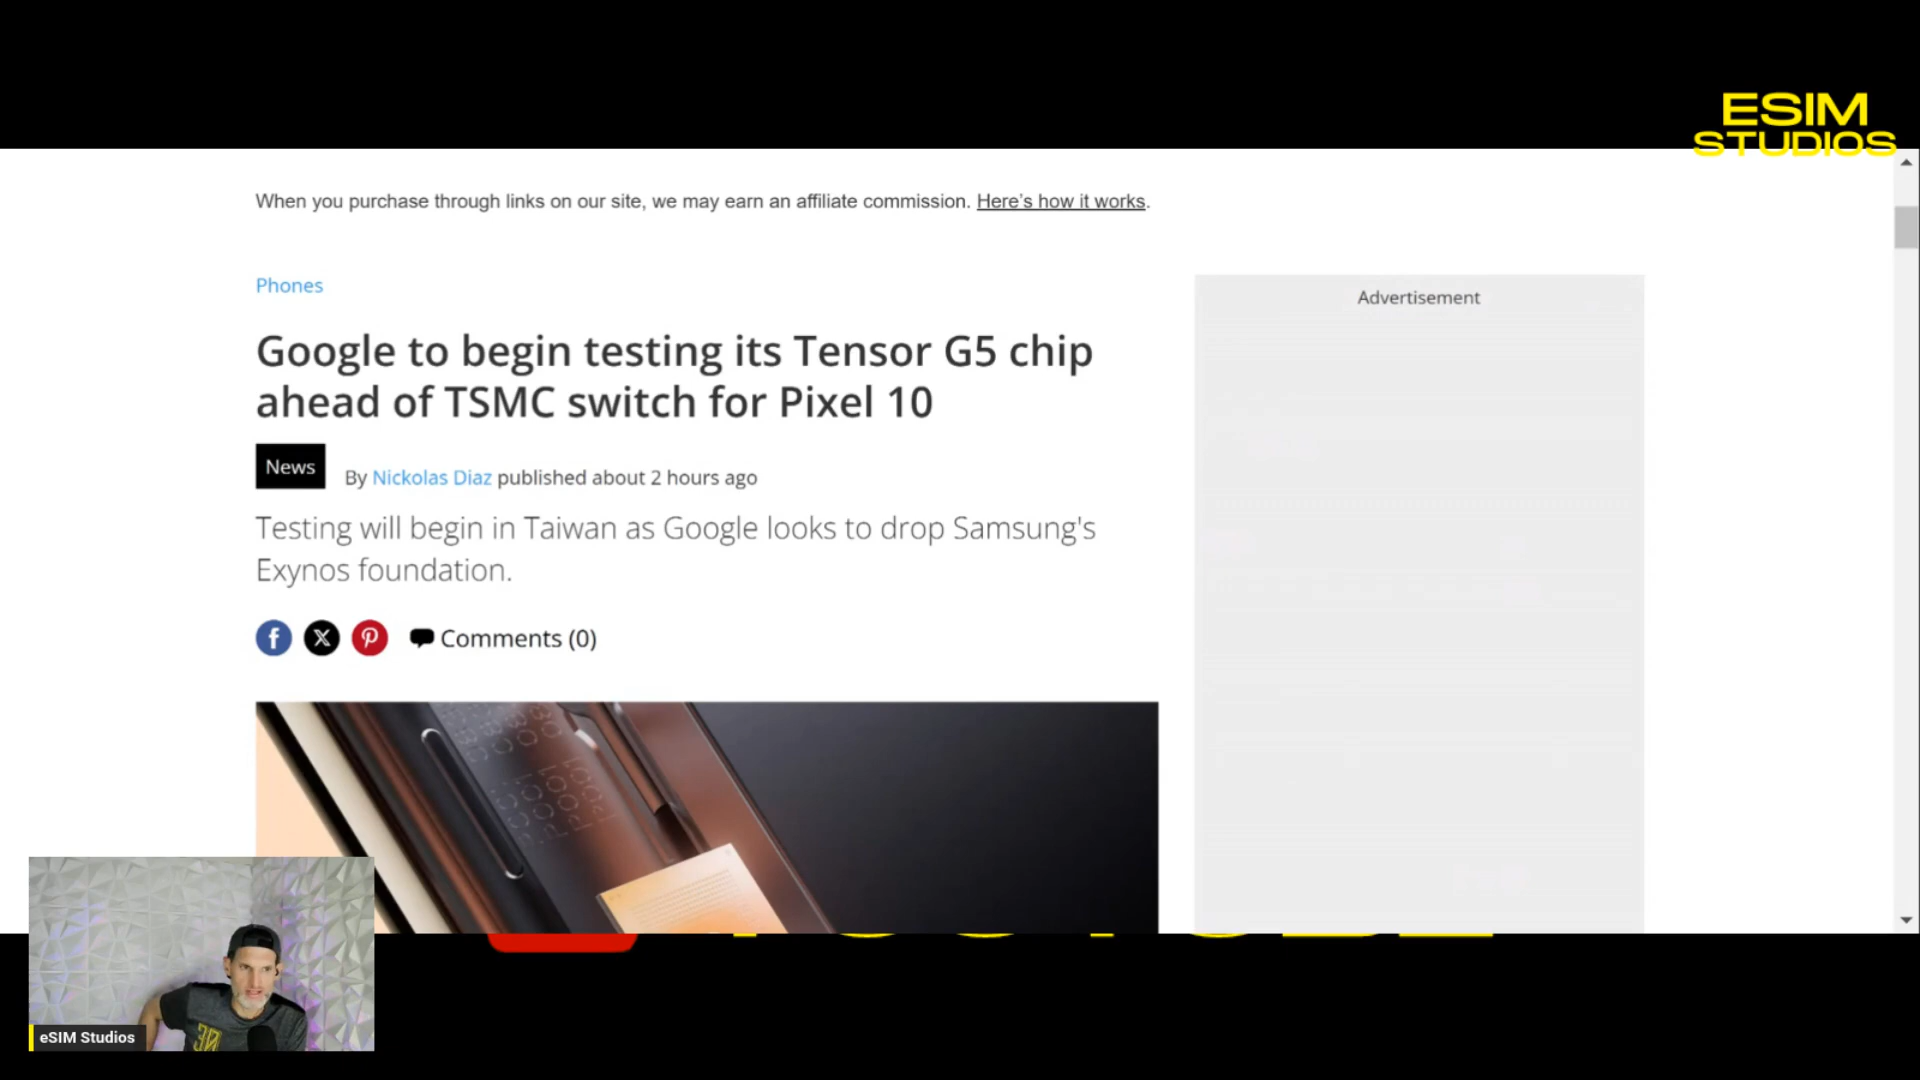 ESIM
STUDIOS
When you purchase through links on our site, we may earn an affiliate commission. Here’s how it works.
Phones
Advertisement
Google to begin testing its Tensor G5 chip
ahead of TSMC switch for Pixel 10
News
By Nickolas Diaz published about 2 hours ago
Testing will begin in Taiwan as Google looks to drop Samsung's
Exynos foundation.
Comments (0)
eSIM Studios